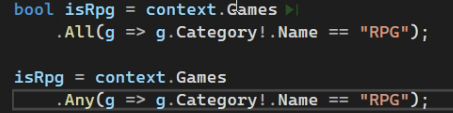 bool isRpg = context.Games
.All(g => g.Category!.Name == "RPG");
isRpg = context.Games
.Any(g => g.Category!.Name == "RPG");